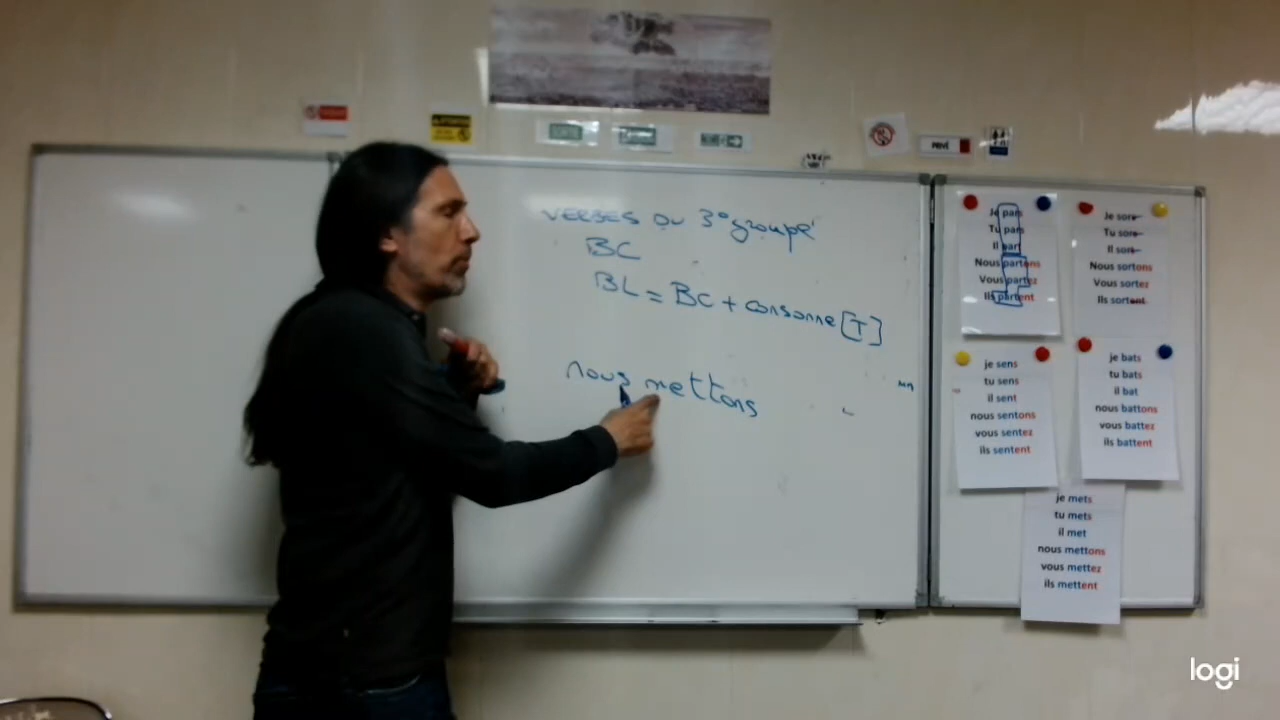 VERBES DU 3° groupe
BC
BL = BC + consonne [T]
nous mettons
Je pars
Tu pars
Il part
Nous partons
Vous partez
Ils partent
Je sors
Tu sors
Il sort
Nous sortons
Vous sortez
Ils sortent
je sens
tu sens
il sent
nous sentons
vous sentez
ils sentent
je bats
tu bats
il bat
nous battons
vous battez
ils battent
je mets
tu mets
il met
nous mettons
vous mettez
ils mettent
logi